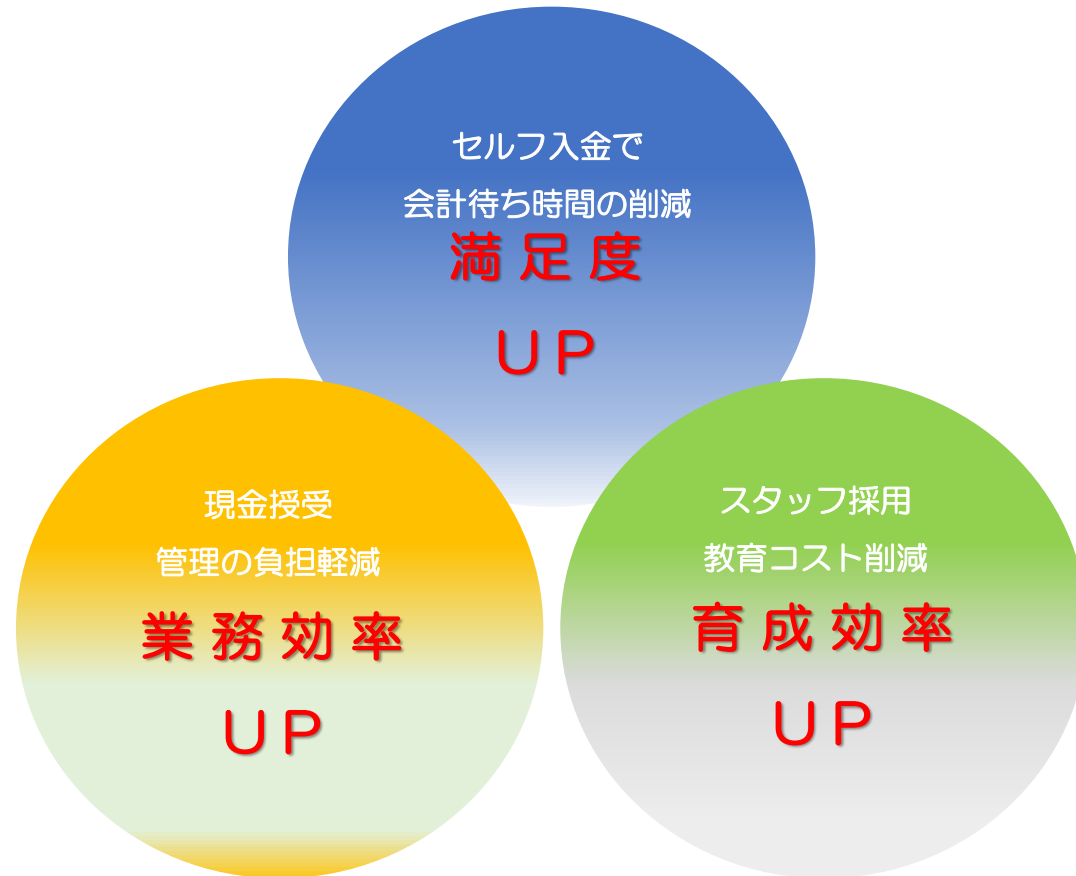 セルフ入金で
会計待ち時間の削減
満足度
UP
現金授受
管理の負担軽減
業務効率
UP
スタッフ採用
教育コスト削減
育成効率
UP